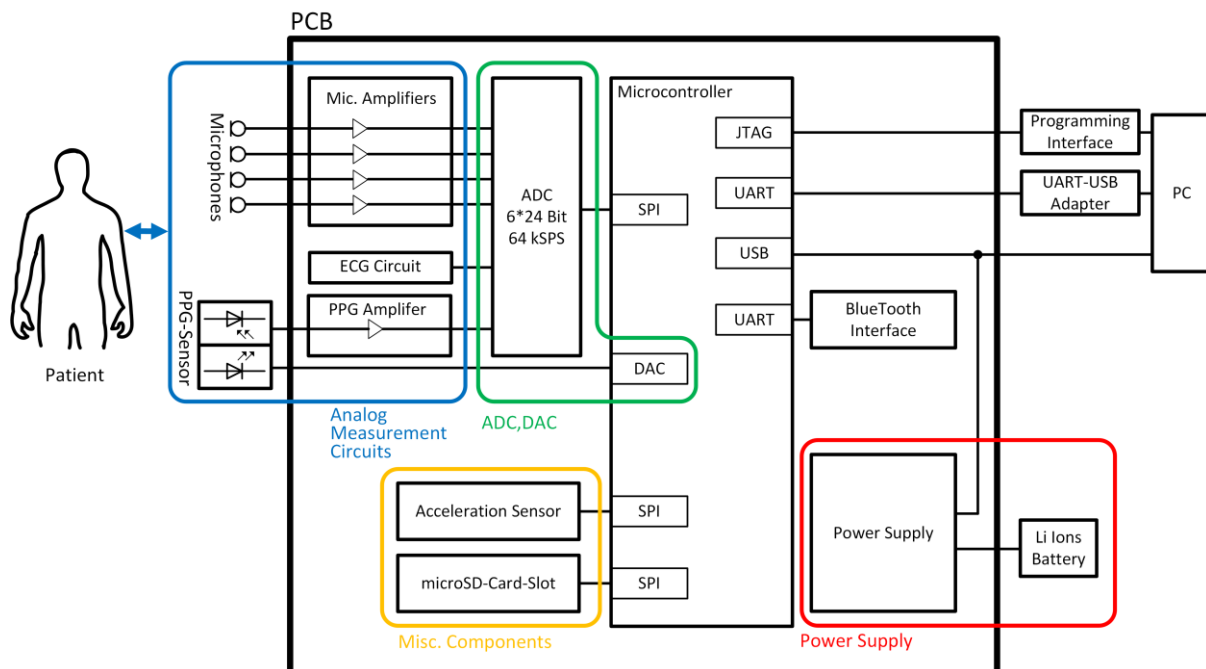 PCB
Mic. Amplifiers
Microphones
ADC
6*24 Bit
64 kSPS
ECG Circuit
PPG Amplifer
PPG-Sensor
Patient
Analog
Measurement
Circuits
ADC,DAC
Microcontroller
JTAG
SPI
UART
USB
UART
DAC
SPI
SPI
Programming
Interface
UART-USB
Adapter
PC
BlueTooth
Interface
Acceleration Sensor
microSD-Card-Slot
Misc. Components
Power Supply
Li Ions
Battery
Power Supply